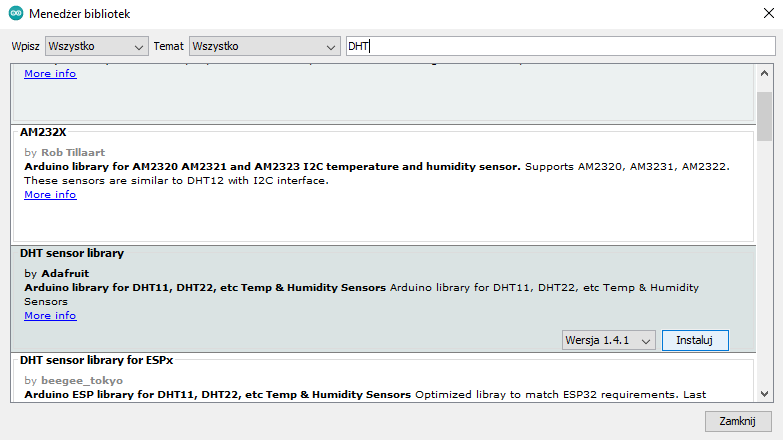 Menedżer bibliotek
Wpisz Wszystko Temat Wszystko DHT
More info
AM232X
by Rob Tillaart
Arduino library for AM2320 AM2321 and AM2323 I2C temperature and humidity sensor. Supports AM2320, AM3231, AM2322.
These sensors are similar to DHT12 with I2C interface.
More info
DHT sensor library
by Adafruit
Arduino library for DHT11, DHT22, etc Temp & Humidity Sensors Arduino library for DHT11, DHT22, etc Temp & Humidity
Sensors
More info
Wersja 1.4.1 Instaluj
DHT sensor library for ESPx
by beegee_tokyo
Arduino ESP library for DHT11, DHT22, etc Temp & Humidity Sensors Optimized libray to match ESP32 requirements. Last
Zamknij